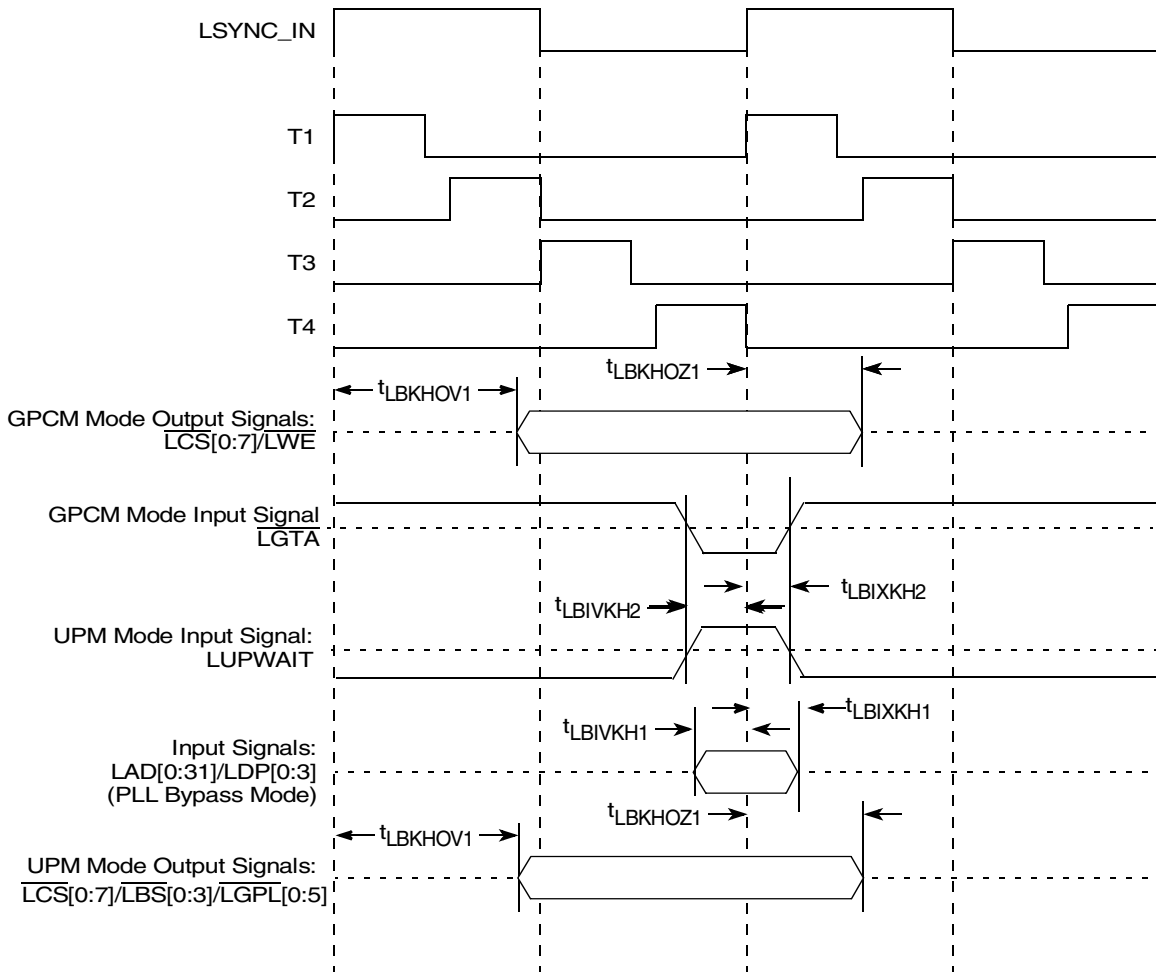 LSYNC_IN
T1
T2
T3
T4
tLBKHOZ1
tLBKHOV1
GPCM Mode Output Signals:
LCS[0:7]/LWE
GPCM Mode Input Signal
LGTA
tLBIXKH2
tLBIVKH2
UPM Mode Input Signal:
LUPWAIT
tLBIXKH1
tLBIVKH1
Input Signals:
LAD[0:31]/LDP[0:3]
(PLL Bypass Mode)
tLBKHOZ1
tLBKHOV1
UPM Mode Output Signals:
LCS[0:7]/LBS[0:3]/LGPL[0:5]